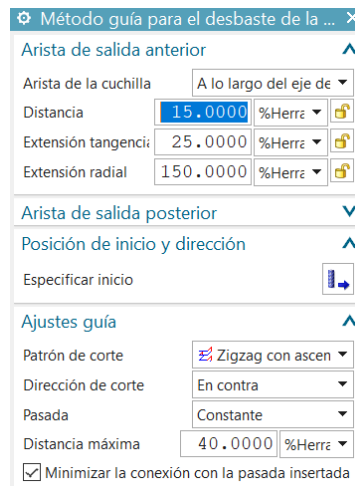 Método guía para el desbaste de la ...
Arista de salida anterior
Arista de la cuchilla A lo largo del eje de
Distancia 15.0000 %Herra
Extensión tangencia 25.0000 %Herra
Extensión radial 150.0000 %Herra
Arista de salida posterior
Posición de inicio y dirección
Especificar inicio
Ajustes guía
Patrón de corte Zigzag con ascen
Dirección de corte En contra
Pasada Constante
Distancia máxima 40.0000 %Herra
Minimizar la conexión con la pasada insertada